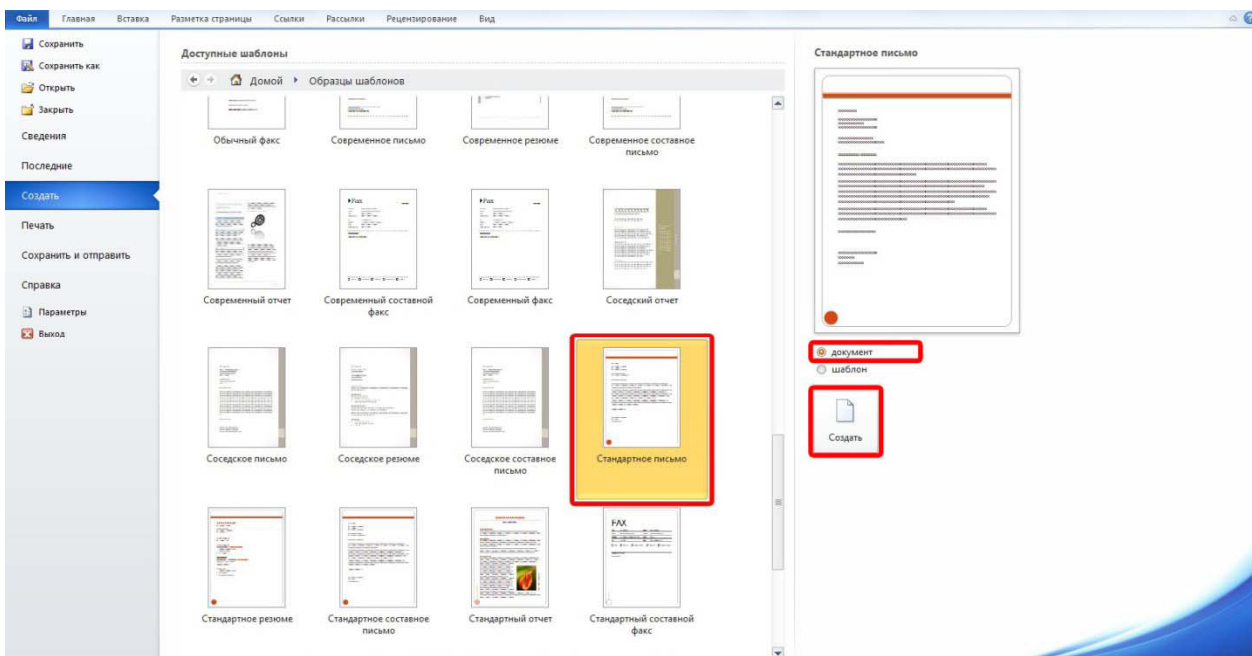 Файл Главная Вставка Разметка страницы Ссылки Рассылки Рецензирование Вид
Сохранить
Сохранить как
Открыть
Закрыть
Сведения
Последние
Создать
Печать
Сохранить и отправить
Справка
Параметры
Выход
Доступные шаблоны
Домой Образцы шаблонов
Обычный факс Современное письмо Современное резюме Современное составное
письмо
Fax Fax
Современный отчет Современный составной Современный факс Соседский отчет
факс
Соседское письмо Соседское резюме Соседское составное Стандартное письмо
письмо
FAX
Стандартное резюме Стандартное составное Стандартный отчет Стандартный составной
письмо факс
Стандартное письмо
документ
шаблон
Создать